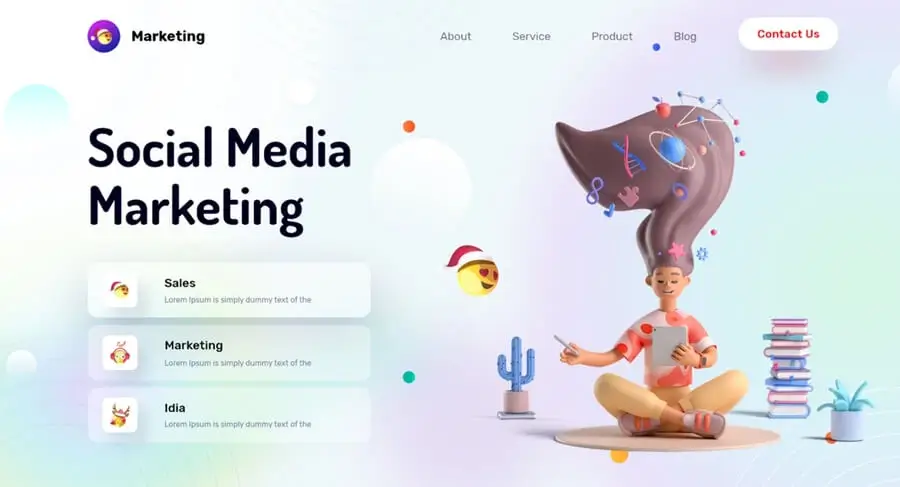 Marketing
About
Service
Product
Blog
Contact Us
Social Media
Marketing
Sales
Lorem Ipsum is simply dummy text of the
Marketing
Lorem Ipsum is simply dummy text of the
Idia
Lorem Ipsum is simply dummy text of the